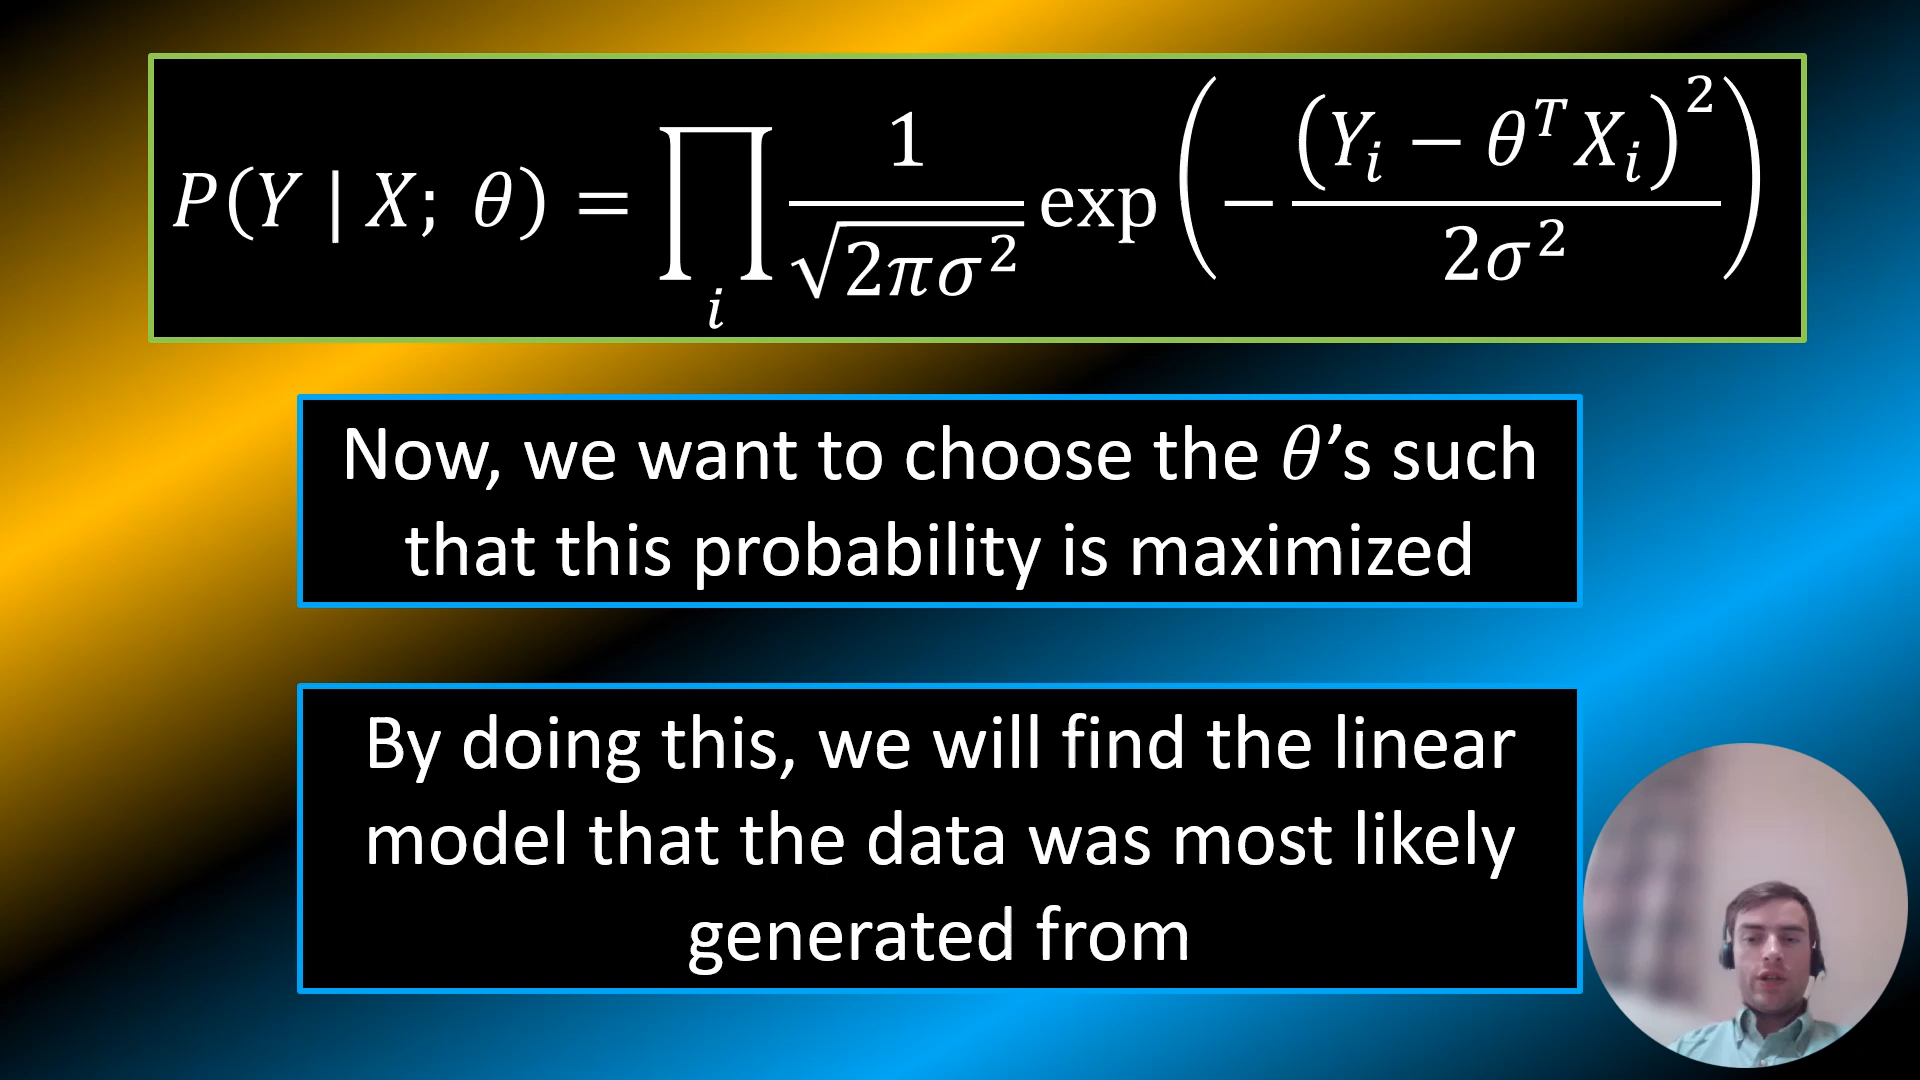 P(Y | X; θ) = ∏_i 1/√(2πσ²) exp(−(Y_i − θ^T X_i)²/(2σ²))
Now, we want to choose the θ’s such
that this probability is maximized
By doing this, we will find the linear
model that the data was most likely
generated from